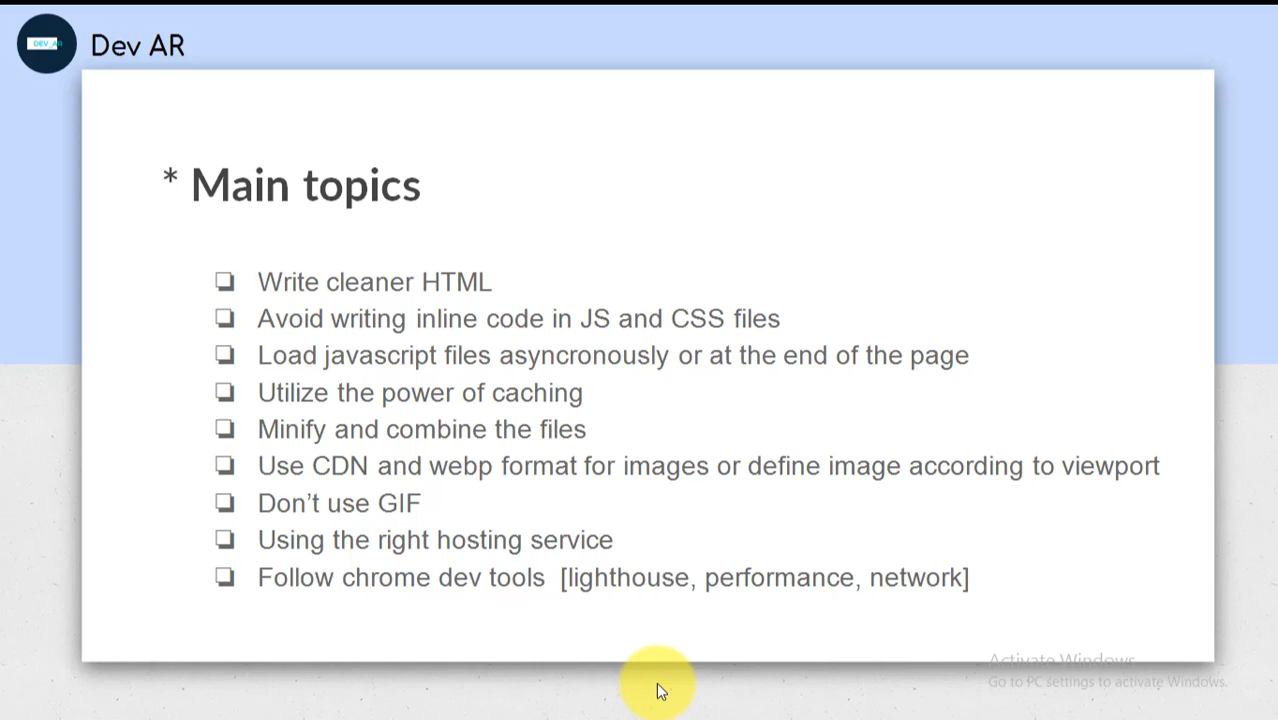 DEV_AR
Dev AR
* Main topics
❏ Write cleaner HTML
❏ Avoid writing inline code in JS and CSS files
❏ Load javascript files asyncronously or at the end of the page
❏ Utilize the power of caching
❏ Minify and combine the files
❏ Use CDN and webp format for images or define image according to viewport
❏ Don’t use GIF
❏ Using the right hosting service
❏ Follow chrome dev tools [lighthouse, performance, network]
Activate Windows
Go to PC settings to activate Windows.